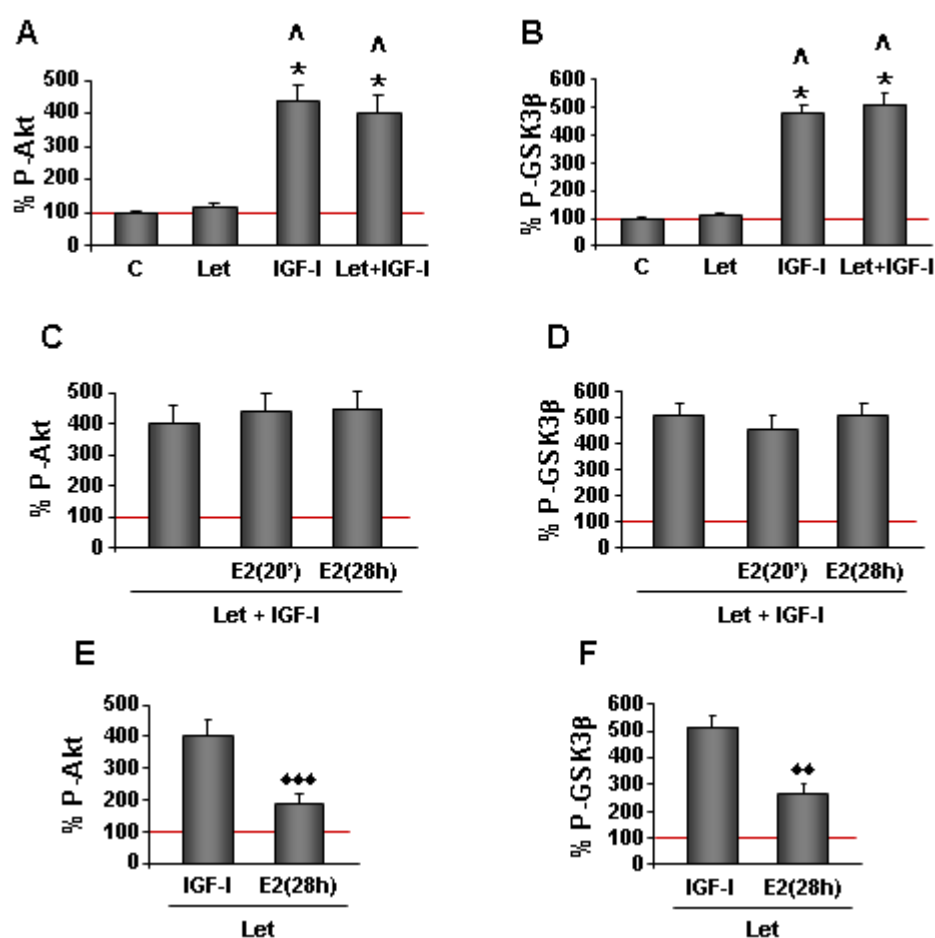 A
^ ^
* *
% P-Akt
500
400
300
200
100
0
C Let IGF-I Let+IGF-I
B
^ ^
* *
% P-GSK3β
600
500
400
300
200
100
0
C Let IGF-I Let+IGF-I
C
% P-Akt
500
400
300
200
100
0
E2(20') E2(28h)
Let + IGF-I
D
% P-GSK3β
600
500
400
300
200
100
0
E2(20') E2(28h)
Let + IGF-I
E
% P-Akt
500
400
300
200
100
0
♦♦♦
IGF-I E2(28h)
Let
F
% P-GSK3β
600
500
400
300
200
100
0
♦♦
IGF-I E2(28h)
Let